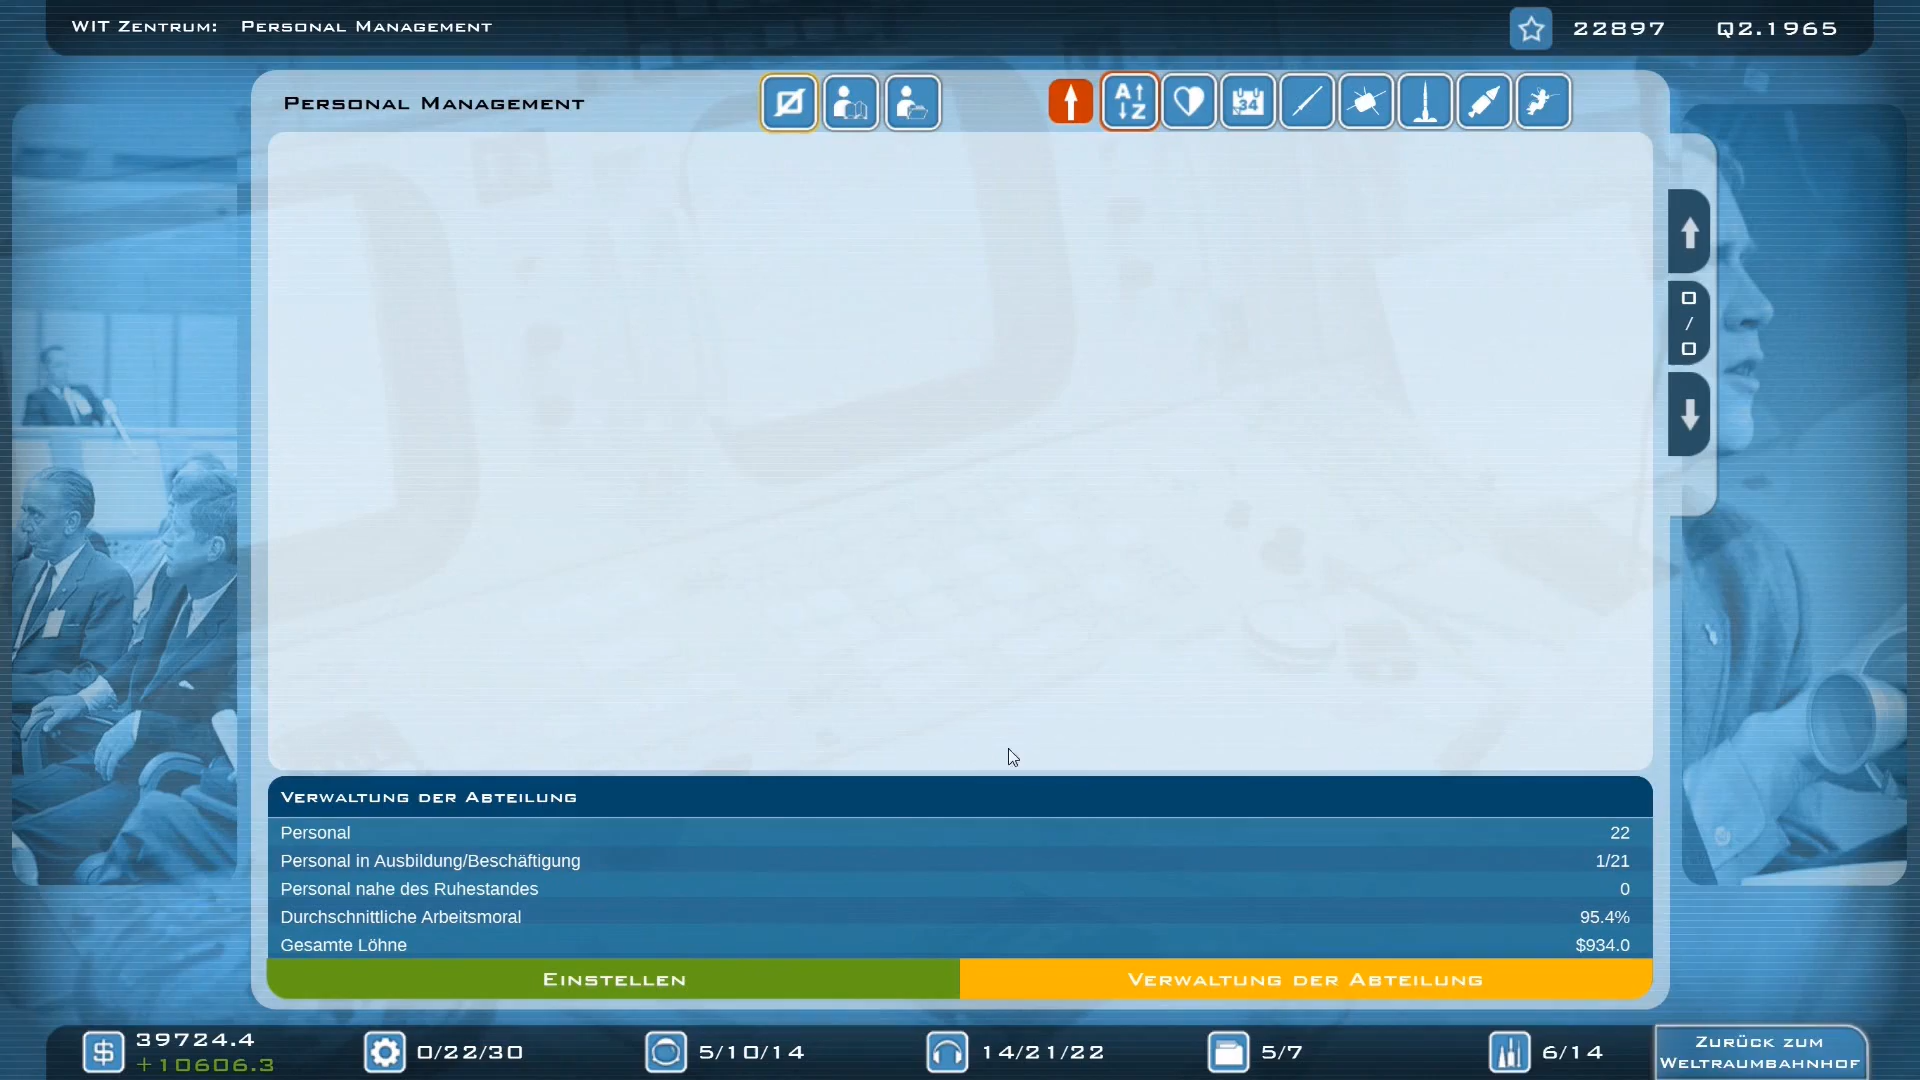 WIT Zentrum: Personal Management
22897
Q2.1965
Personal Management
A Z
34
0
/
0
Verwaltung der Abteilung
Personal 22
Personal in Ausbildung/Beschäftigung 1/21
Personal nahe des Ruhestandes 0
Durchschnittliche Arbeitsmoral 95.4%
Gesamte Löhne $934.0
Einstellen
Verwaltung der Abteilung
$ 39724.4
+10606.3
0/22/30
5/10/14
14/21/22
5/7
6/14
Zurück zum
Weltraumbahnhof